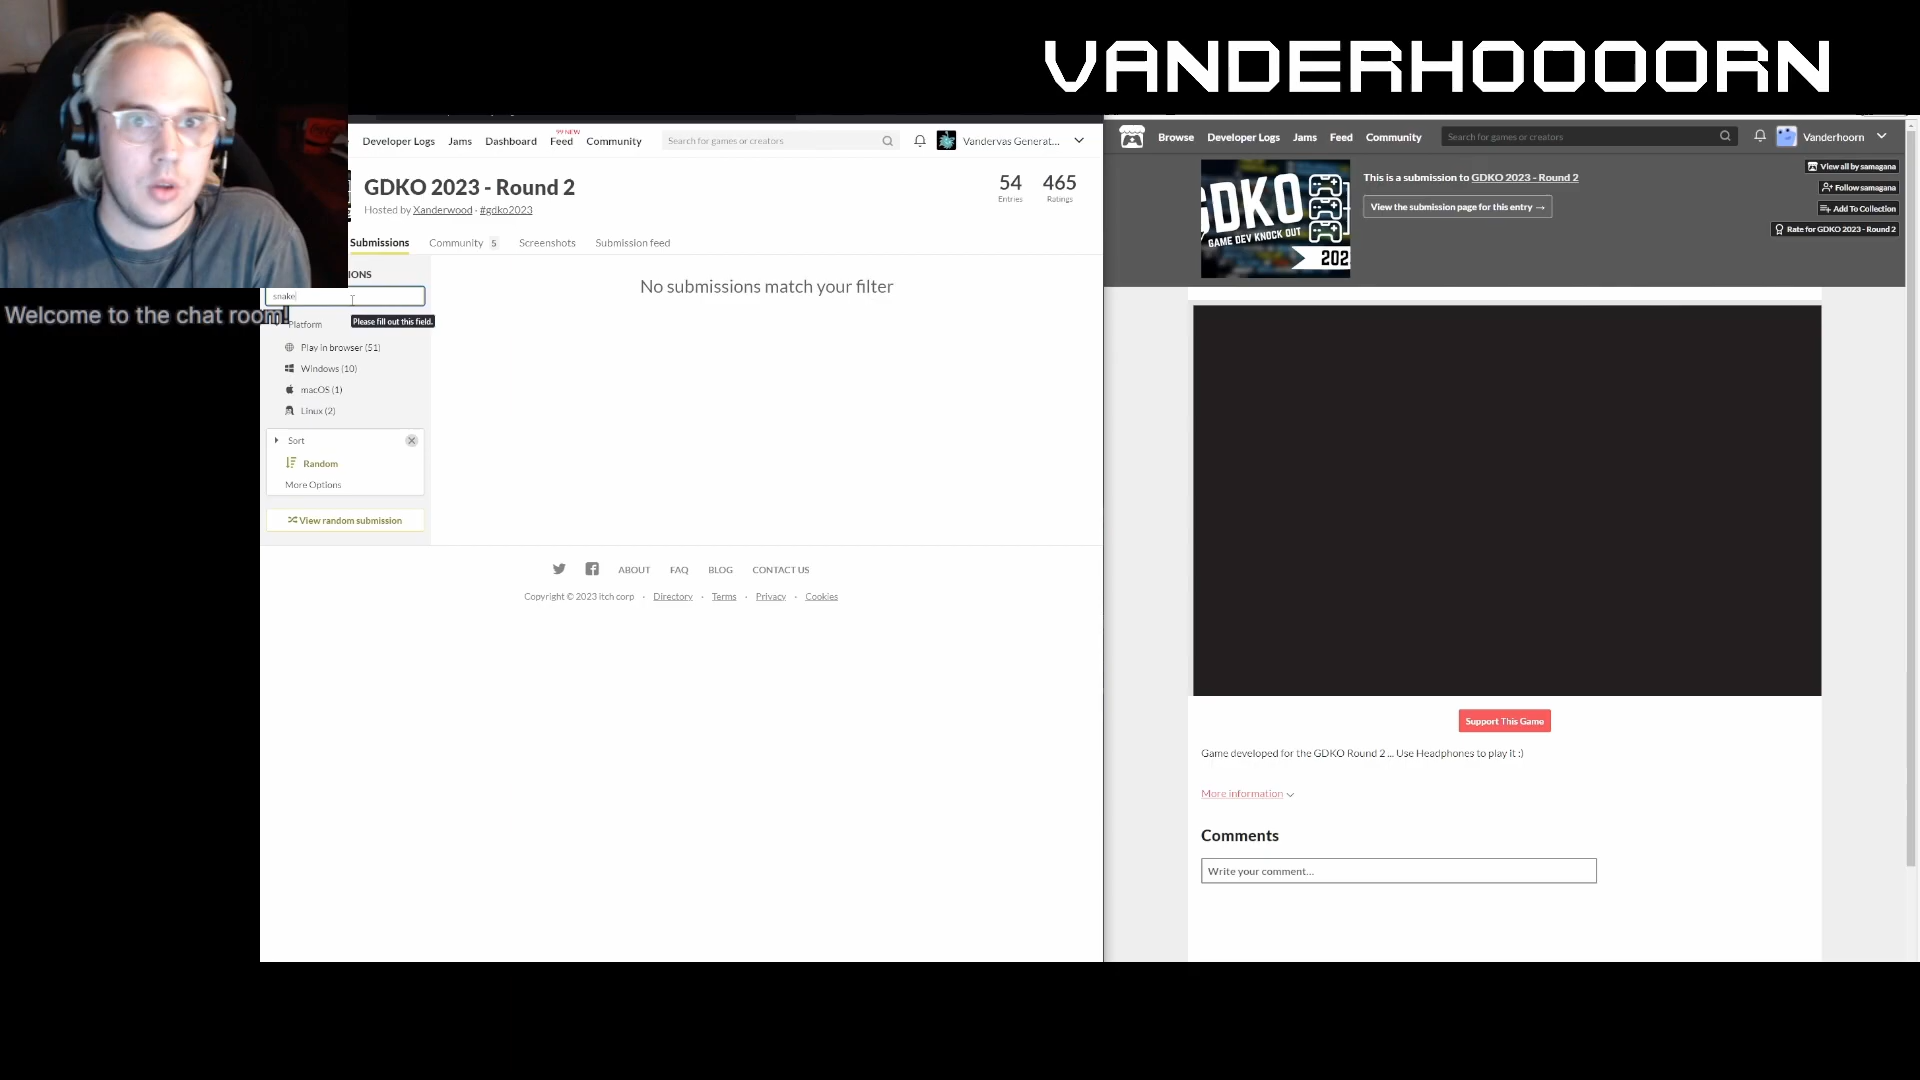 VANDERHOOOORN
Developer Logs Jams Dashboard 99 NEW Feed Community Search for games or creators Vandervas Generat...
GDKO 2023 - Round 2
Hosted by Xanderwood · #gdko2023
54 Entries
465 Ratings
Submissions Community 5 Screenshots Submission feed
IONS
snake
Please fill out this field.
Welcome to the chat room!
Platform
Play in browser (51)
Windows (10)
macOS (1)
Linux (2)
Sort
Random
More Options
View random submission
No submissions match your filter
ABOUT FAQ BLOG CONTACT US
Copyright © 2023 itch corp · Directory · Terms · Privacy · Cookies
Browse Developer Logs Jams Feed Community Search for games or creators Vanderhoorn
GDKO
GAME DEV KNOCK OUT
202
This is a submission to GDKO 2023 - Round 2
View the submission page for this entry →
View all by samagana
Follow samagana
Add To Collection
Rate for GDKO 2023 - Round 2
Support This Game
Game developed for the GDKO Round 2 ... Use Headphones to play it :)
More information
Comments
Write your comment...